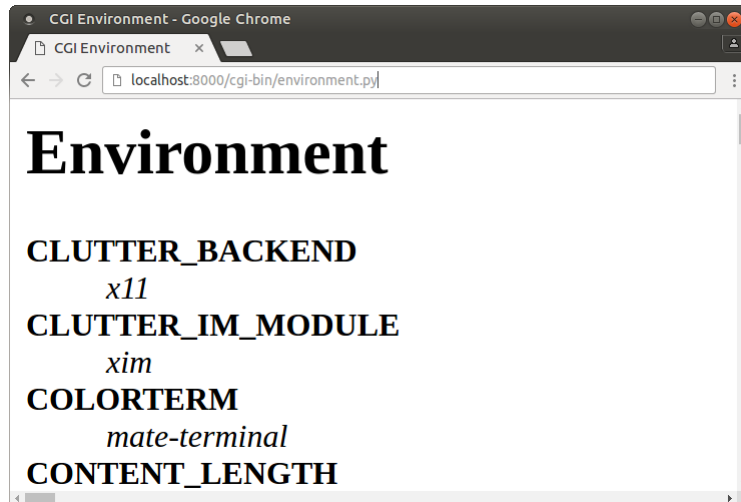 CGI Environment - Google Chrome
CGI Environment
localhost:8000/cgi-bin/environment.py
Environment
CLUTTER_BACKEND
x11
CLUTTER_IM_MODULE
xim
COLORTERM
mate-terminal
CONTENT_LENGTH